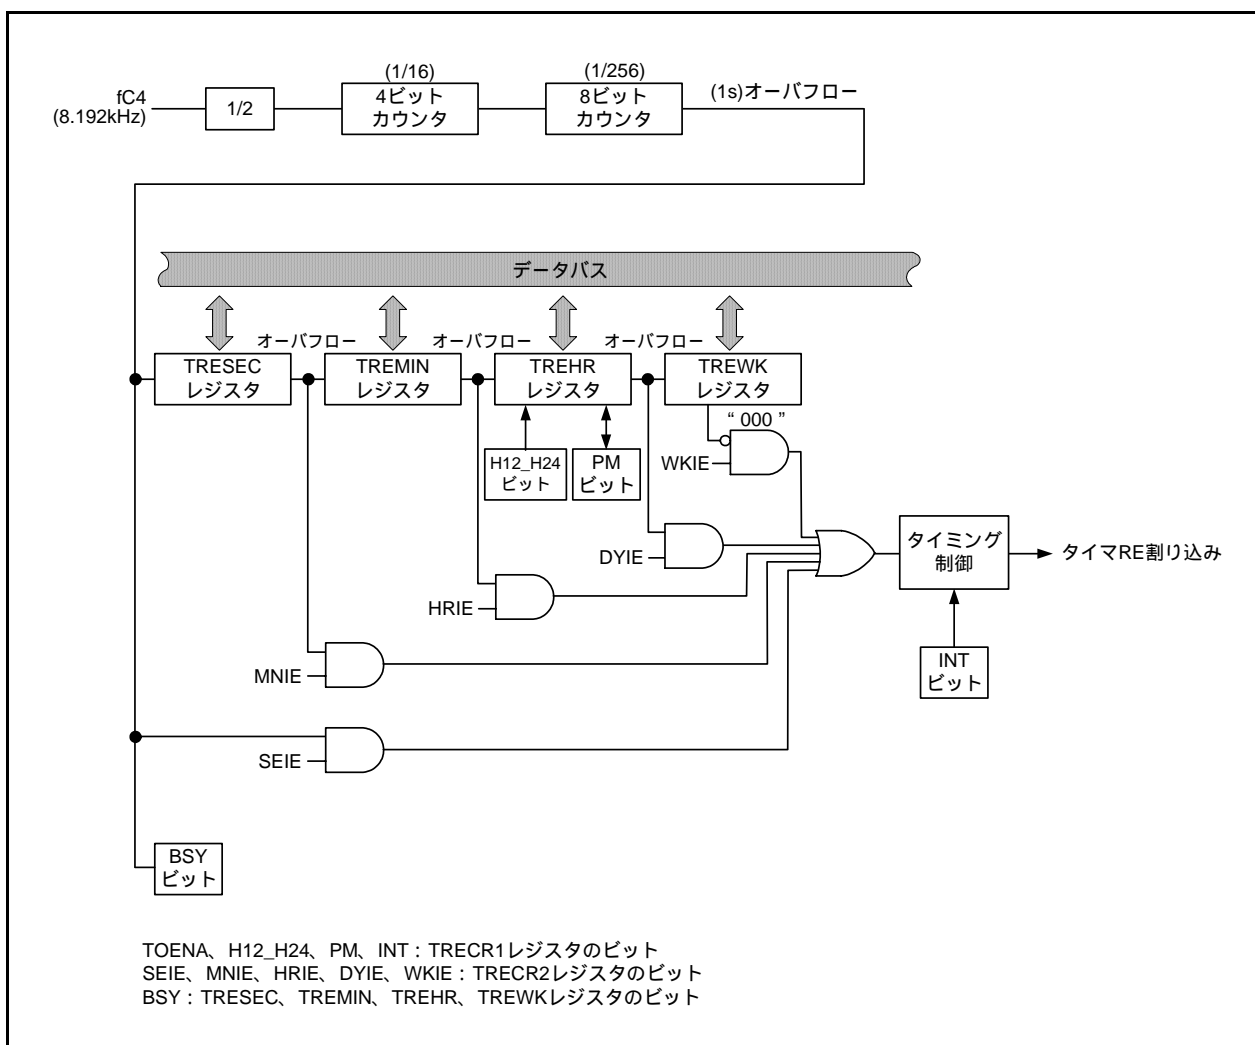 (1/16)
(1/256)
fC4
(8.192kHz)
1/2
4ビット
カウンタ
8ビット
カウンタ
(1s)オーバフロー
データバス
オーバフロー
オーバフロー
オーバフロー
TRESEC
レジスタ
TREMIN
レジスタ
TREHR
レジスタ
TREWK
レジスタ
“ 000 ”
H12_H24
ビット
PM
ビット
WKIE
DYIE
HRIE
MNIE
SEIE
タイミング
制御
タイマRE割り込み
INT
ビット
BSY
ビット
TOENA、H12_H24、PM、INT：TRECR1レジスタのビット
SEIE、MNIE、HRIE、DYIE、WKIE：TRECR2レジスタのビット
BSY：TRESEC、TREMIN、TREHR、TREWKレジスタのビット